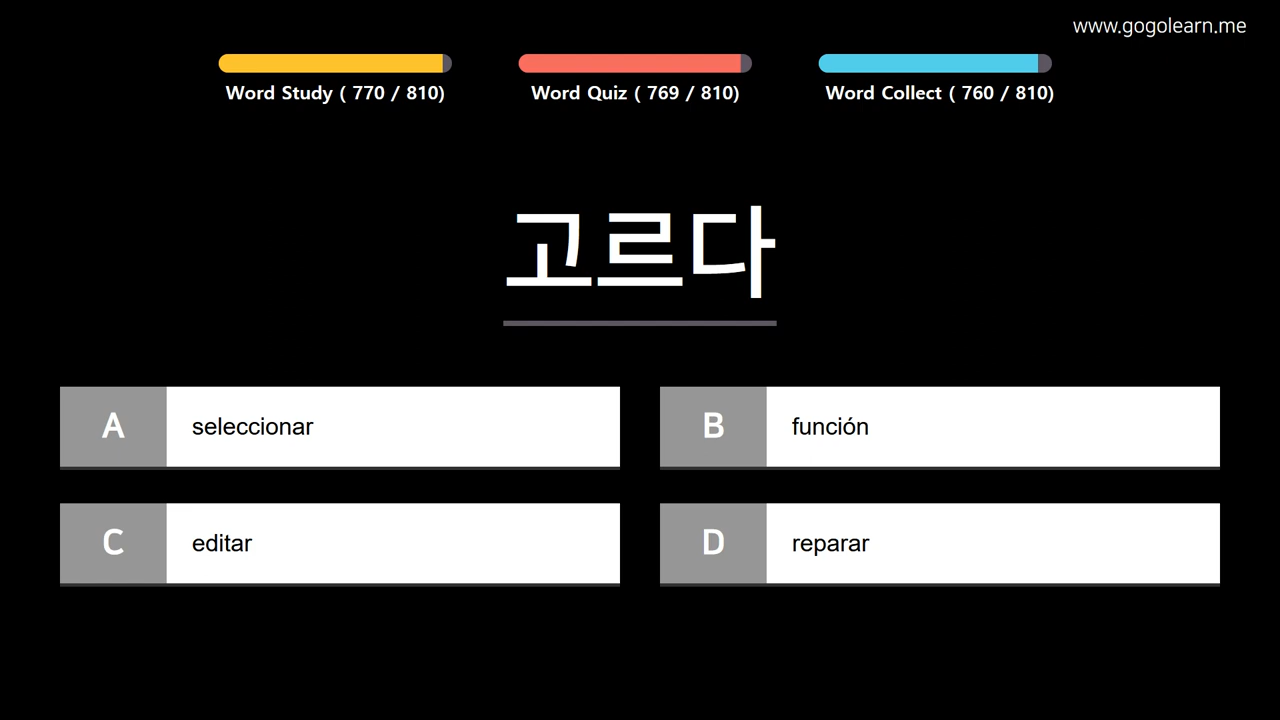 www.gogolearn.me
Word Study ( 770 / 810)
Word Quiz ( 769 / 810)
Word Collect ( 760 / 810)
고르다
A
seleccionar
B
función
C
editar
D
reparar